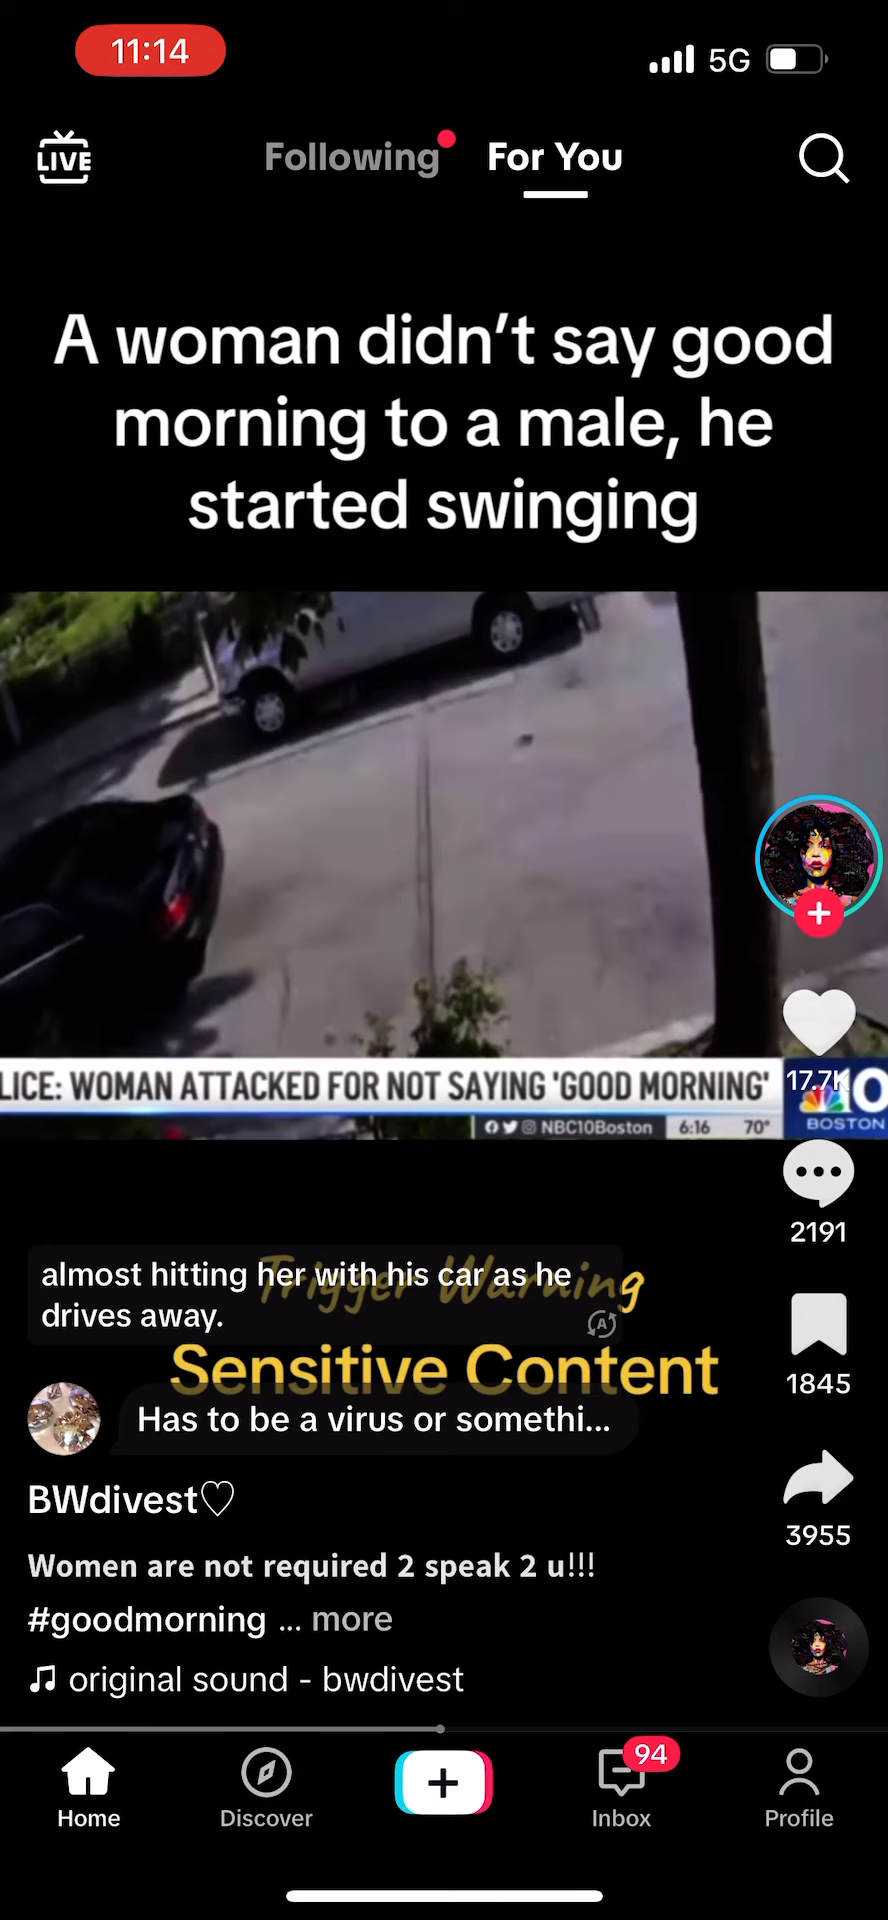 11:14
5G
LIVE
Following
For You
A woman didn't say good
morning to a male, he
started swinging
LICE: WOMAN ATTACKED FOR NOT SAYING 'GOOD MORNING'
17.7K
10
BOSTON
NBC10Boston
6:16
70°
2191
Trigger Warning
almost hitting her with his car as he
drives away.
Sensitive Content
1845
Has to be a virus or somethi...
BWdivest♡
3955
Women are not required 2 speak 2 u!!!
#goodmorning ... more
original sound - bwdivest
94
Home
Discover
Inbox
Profile